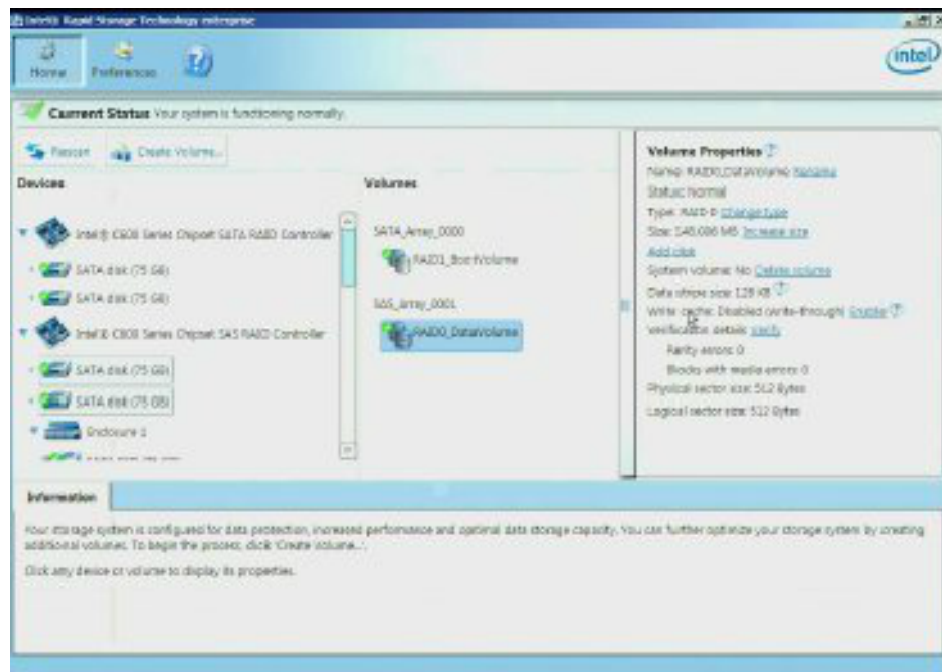 Intel® Rapid Storage Technology enterprise
Home
Preferences
intel
Current Status Your system is functioning normally.
Rescan
Create Volume...
Devices
Intel® C600 Series Chipset SATA RAID Controller
SATA disk (75 GB)
SATA disk (75 GB)
Intel® C600 Series Chipset SAS RAID Controller
SATA disk (75 GB)
SATA disk (75 GB)
Enclosure 1
Volumes
SATA_Array_0000
RAID1_BootVolume
SAS_Array_0001
RAID0_DataVolume
Volume Properties ?
Name: RAID0_DataVolume Rename
Status: Normal
Type: RAID 0 Change type
Size: MB Increase size
Add disk
System volume: No Delete volume
Data stripe size: 128 KB ?
Write cache: Disabled (write-through) Enable ?
Verification details Verify
Parity errors: 0
Blocks with media errors: 0
Physical sector size: 512 Bytes
Logical sector size: 512 Bytes
Information
Your storage system is configured for data protection, increased performance and optimal data storage capacity. You can further optimize your storage system by creating
additional volumes. To begin the process, click 'Create Volume...'.
Click any device or volume to display its properties.